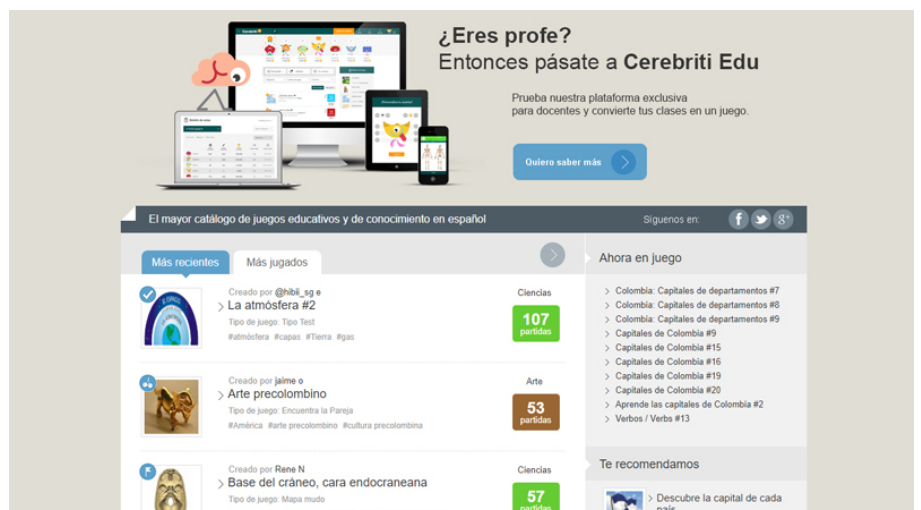 ¿Eres profe?
Entonces pásate a Cerebriti Edu
Prueba nuestra plataforma exclusiva
para docentes y convierte tus clases en un juego.
Quiero saber más
El mayor catálogo de juegos educativos y de conocimiento en español
Síguenos en:
Más recientes
Más jugados
Creado por @hibii_sg e
La atmósfera #2
Tipo de juego: Tipo Test
#atmósfera #capas #Tierra #gas
Ciencias
107
partidas
Creado por jaime o
Arte precolombino
Tipo de juego: Encuentra la Pareja
#América #arte precolombino #cultura precolombina
Arte
53
partidas
Creado por Rene N
Base del cráneo, cara endocraneana
Tipo de juego: Mapa mudo
Ciencias
57
partidas
Ahora en juego
Colombia: Capitales de departamentos #7
Colombia: Capitales de departamentos #8
Colombia: Capitales de departamentos #9
Capitales de Colombia #9
Capitales de Colombia #15
Capitales de Colombia #16
Capitales de Colombia #19
Capitales de Colombia #20
Aprende las capitales de Colombia #2
Verbos / Verbs #13
Te recomendamos
Descubre la capital de cada
país